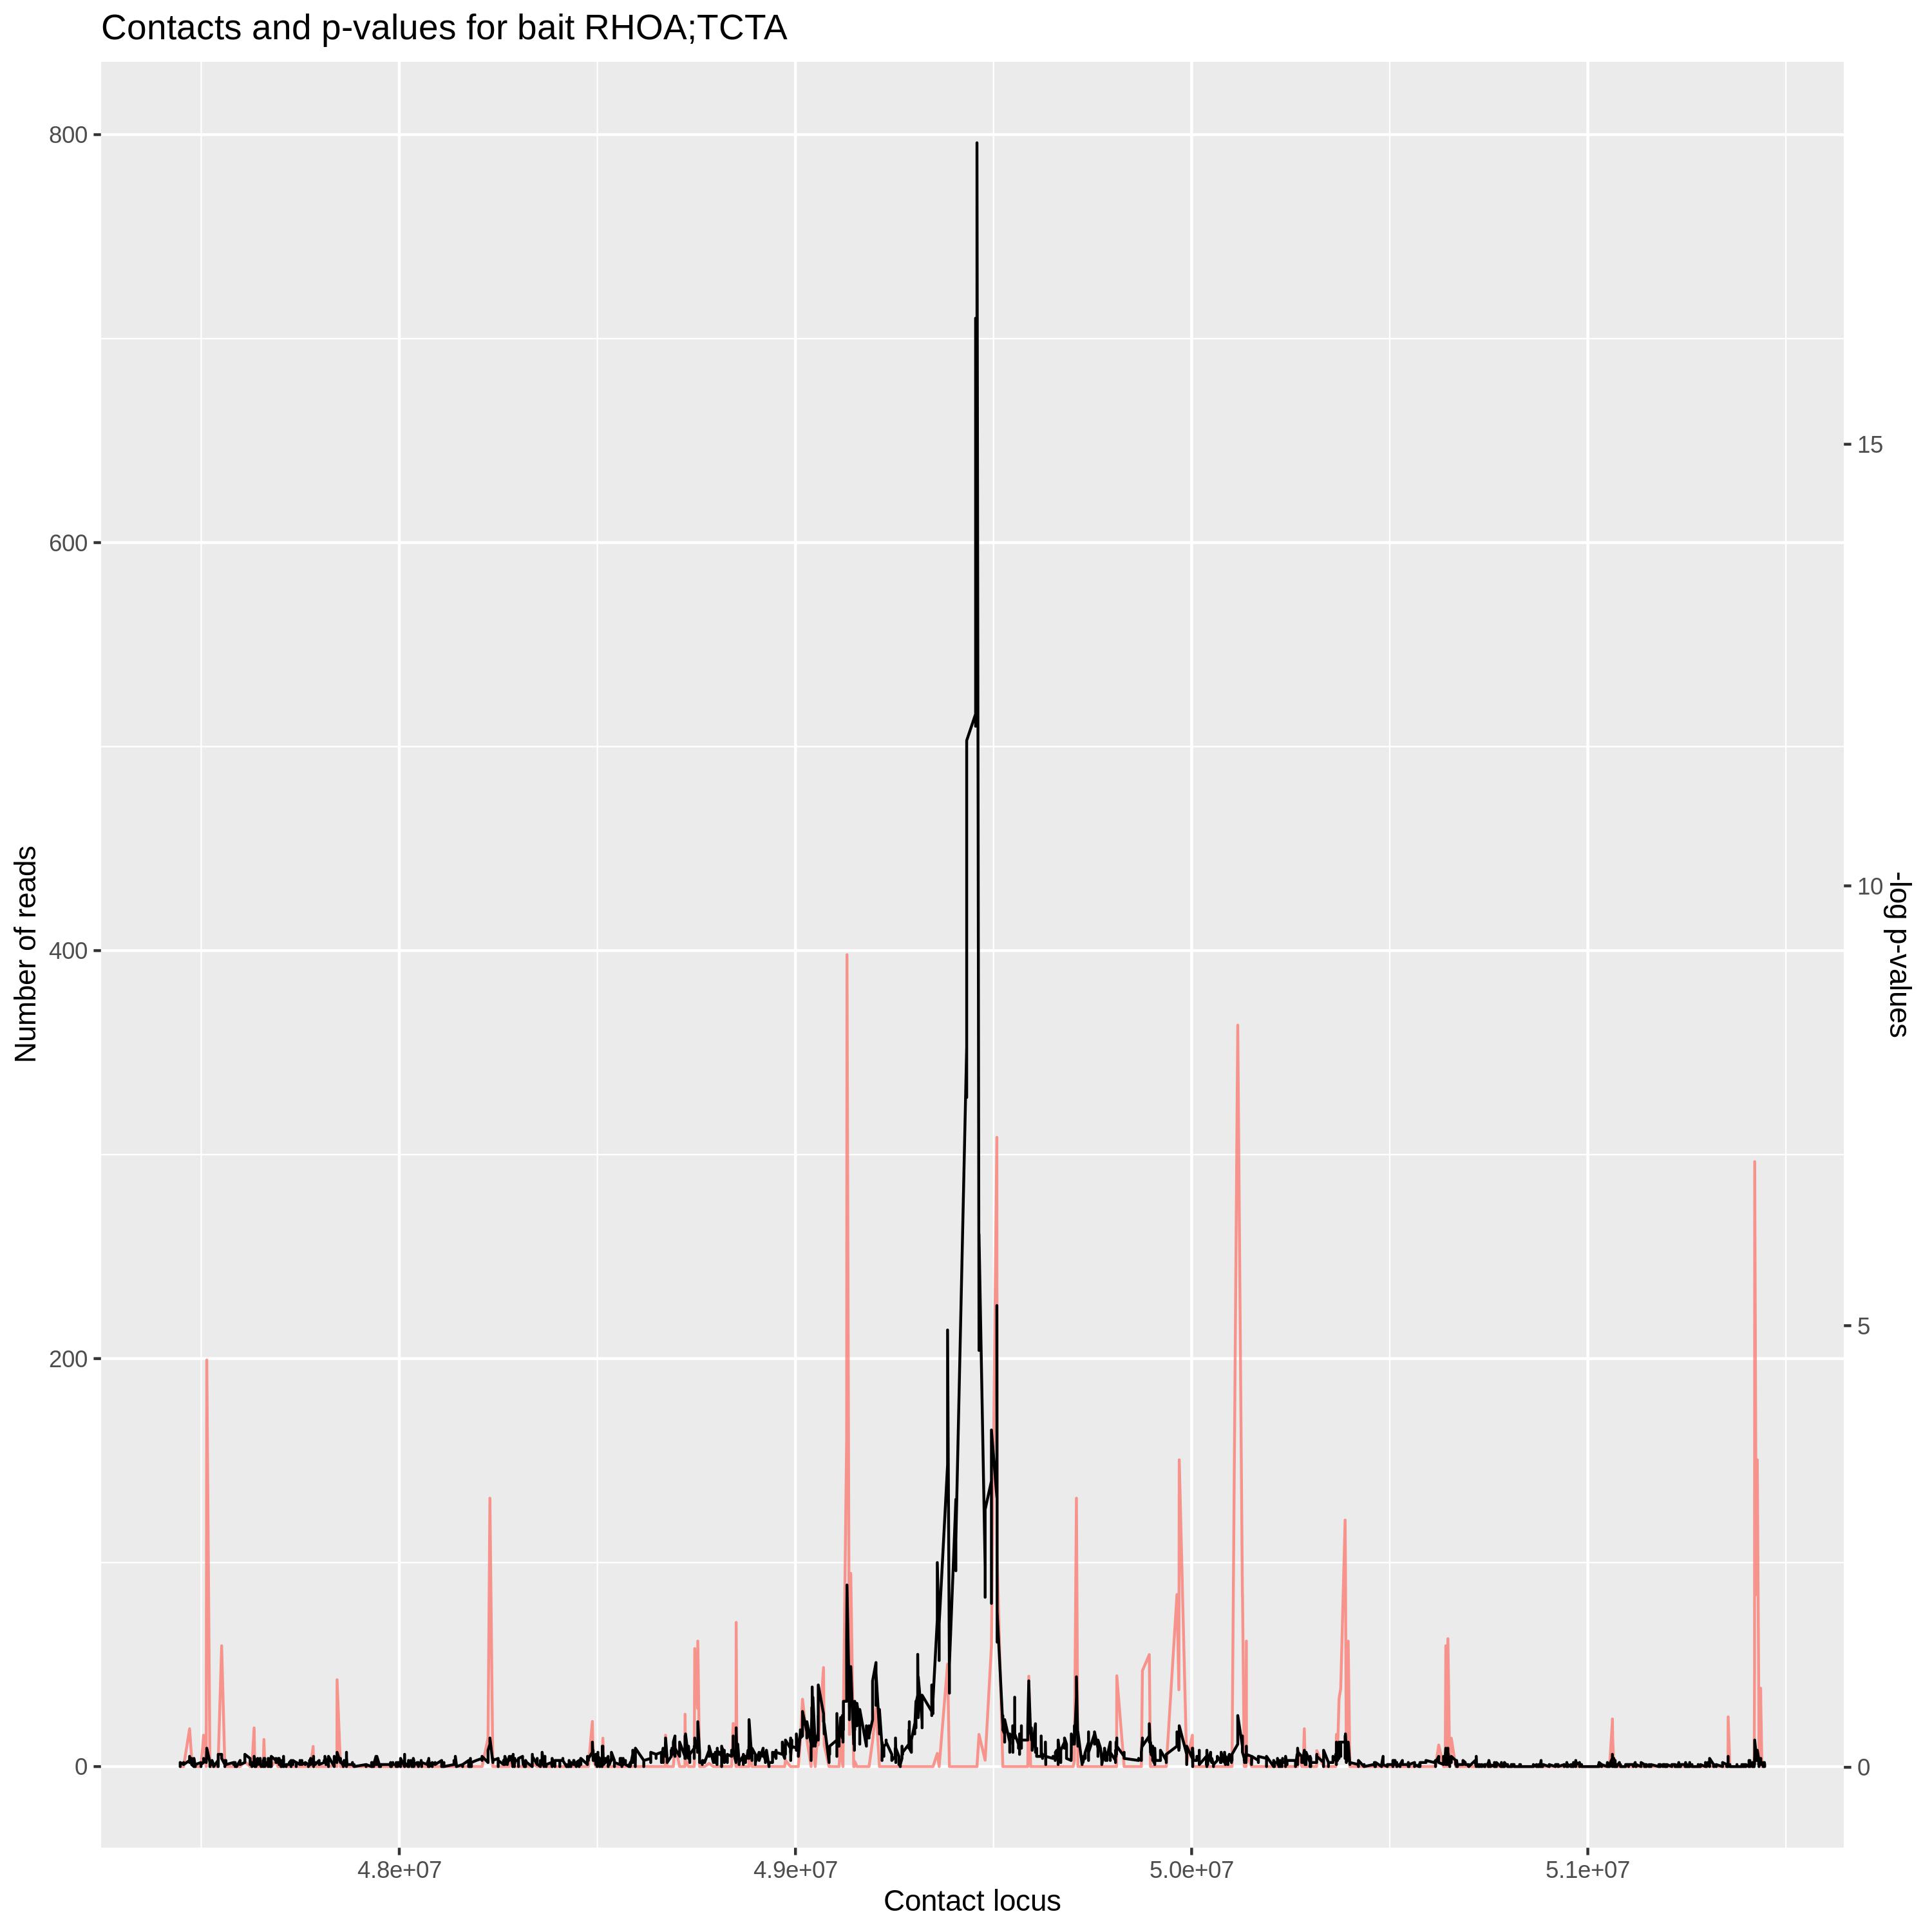 Contacts and p-values for bait RHOA;TCTA
800
600
400
200
0
Number of reads
15
10
5
0
-log p-values
4.8e+07
4.9e+07
5.0e+07
5.1e+07
Contact locus